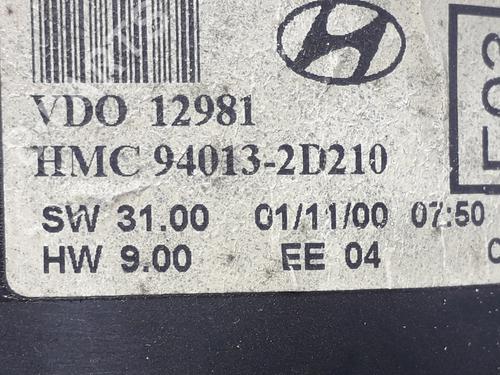 VDO 12981
HMC 94013-2D210
SW 31.00 01/11/00 07:50
HW 9.00 EE 04